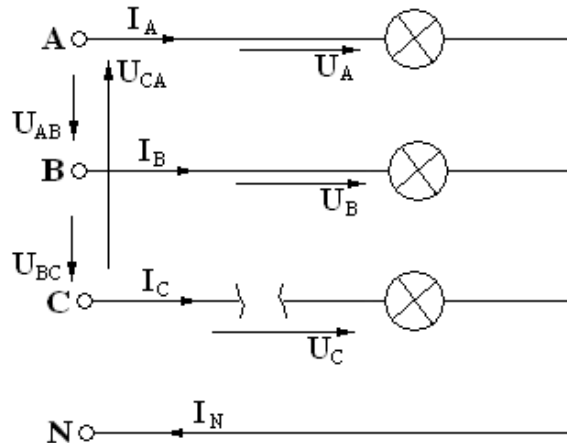 A I_A
U_A
U_CA
U_AB
B I_B
U_B
U_BC
C I_C
U_C
N I_N